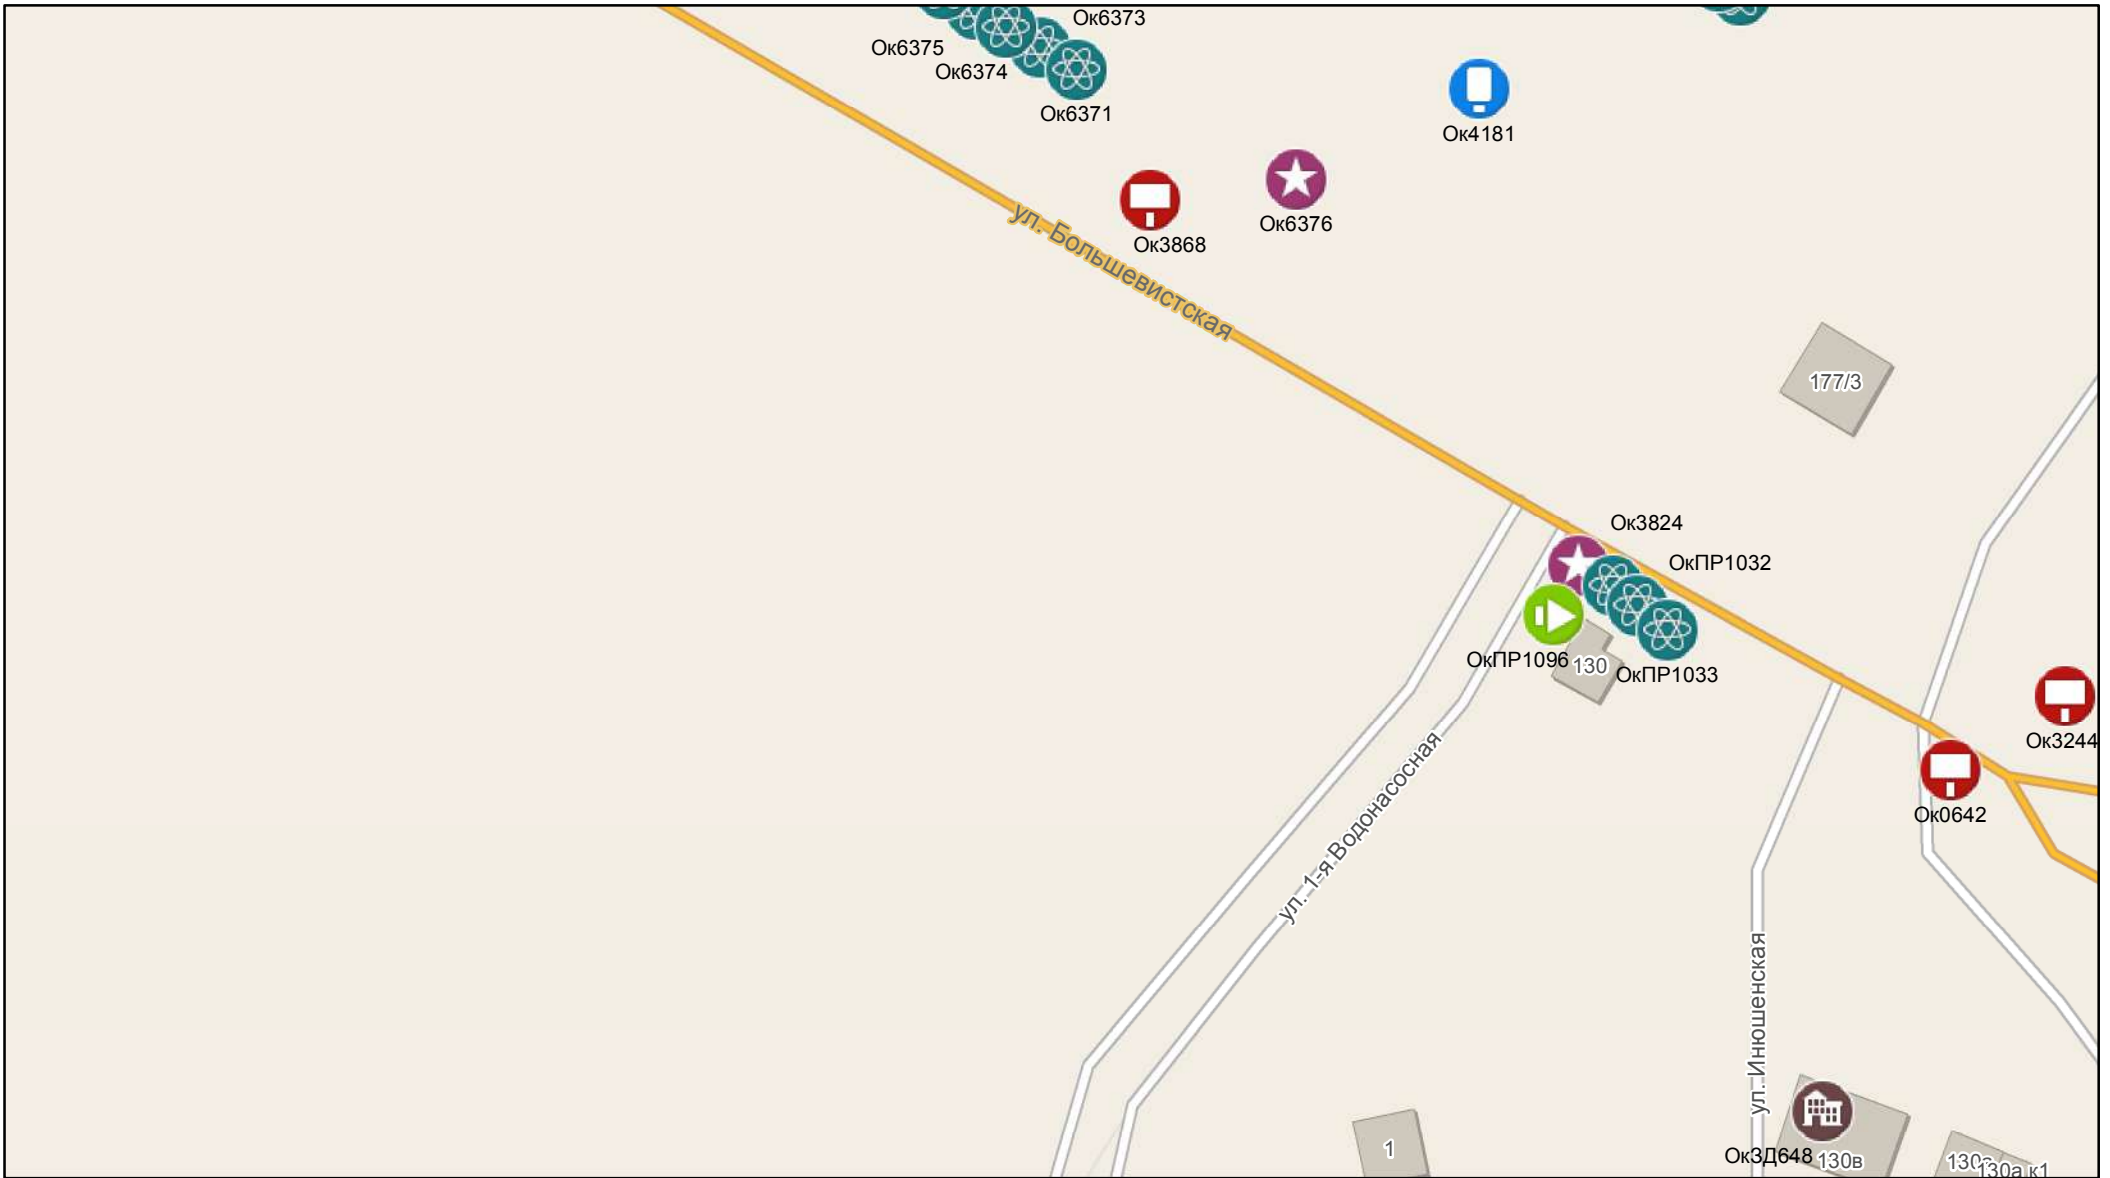 Ок6373
Ок6375
Ок6374
Ок6371
Ок4181
Ок3868
Ок6376
ул. Большевистская
177/3
Ок3824
ОкПР1032
ОкПР1096
130
ОкПР1033
Ок3244
Ок0642
ул. 1-я Водонасосная
ул. Инюшенская
1
ОкЗД648
130в
130а к1